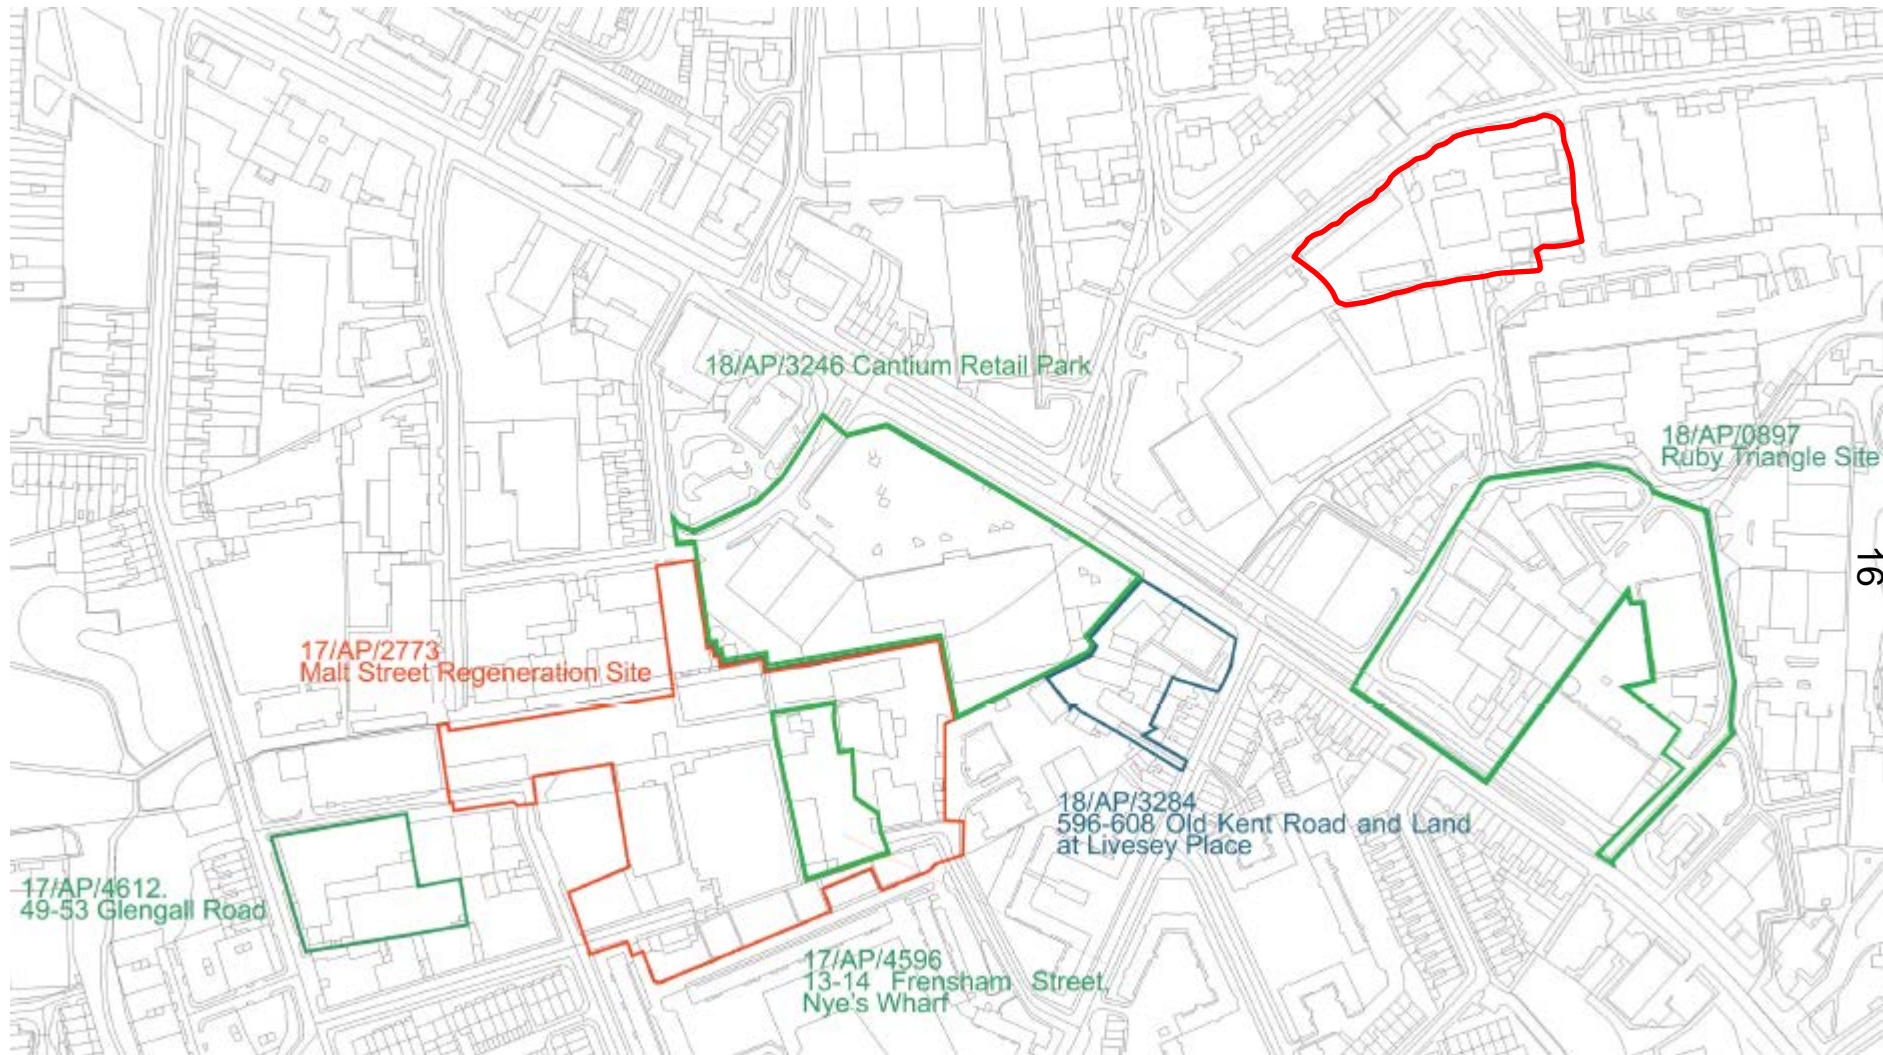 18/AP/3246 Cantium Retail Park
18/AP/0897
Ruby Triangle Site
16
17/AP/2773
Malt Street Regeneration Site
18/AP/3284
596-608 Old Kent Road and Land
at Livesey Place
17/AP/4612.
49-53 Glengall Road
17/AP/4596
13-14 Frensham Street,
Nye's Wharf